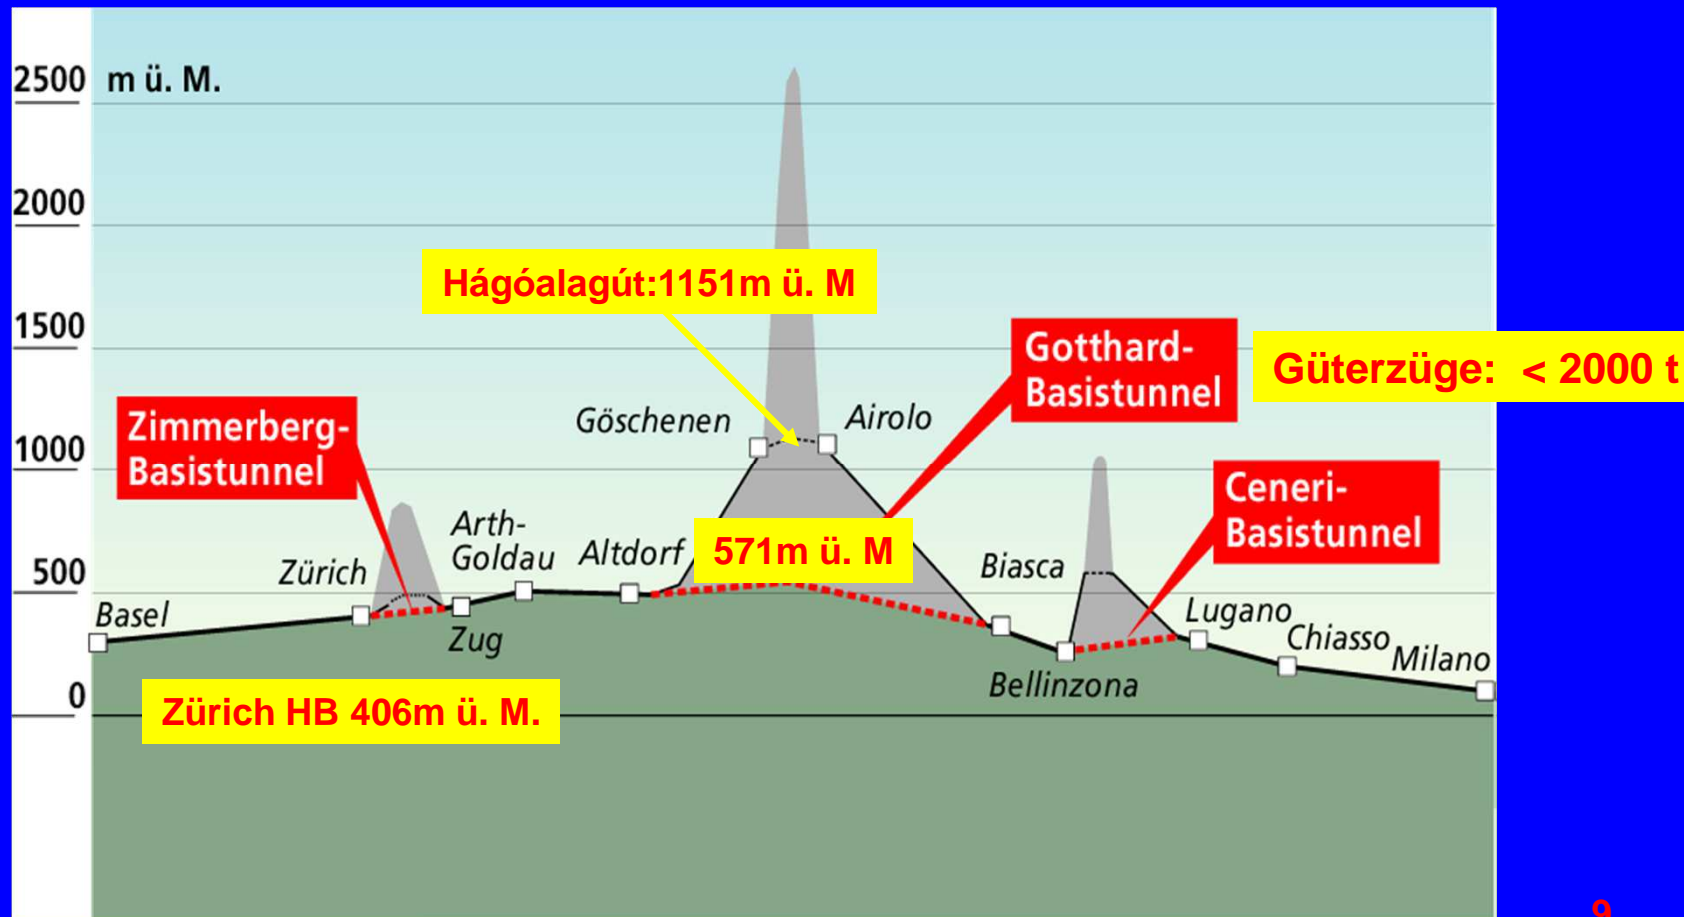 2500 m ü. M.
2000
Hágóalagút:1151m ü. M
1500
Gotthard-
Basistunnel
Güterzüge: < 2000 t
Zimmerberg-
Basistunnel
Göschenen
Airolo
1000
Ceneri-
Basistunnel
Arth-
Goldau
Altdorf
571m ü. M
Biasca
Zürich
500
Basel
Zug
Lugano
Chiasso
Milano
Bellinzona
0
Zürich HB 406m ü. M.
9